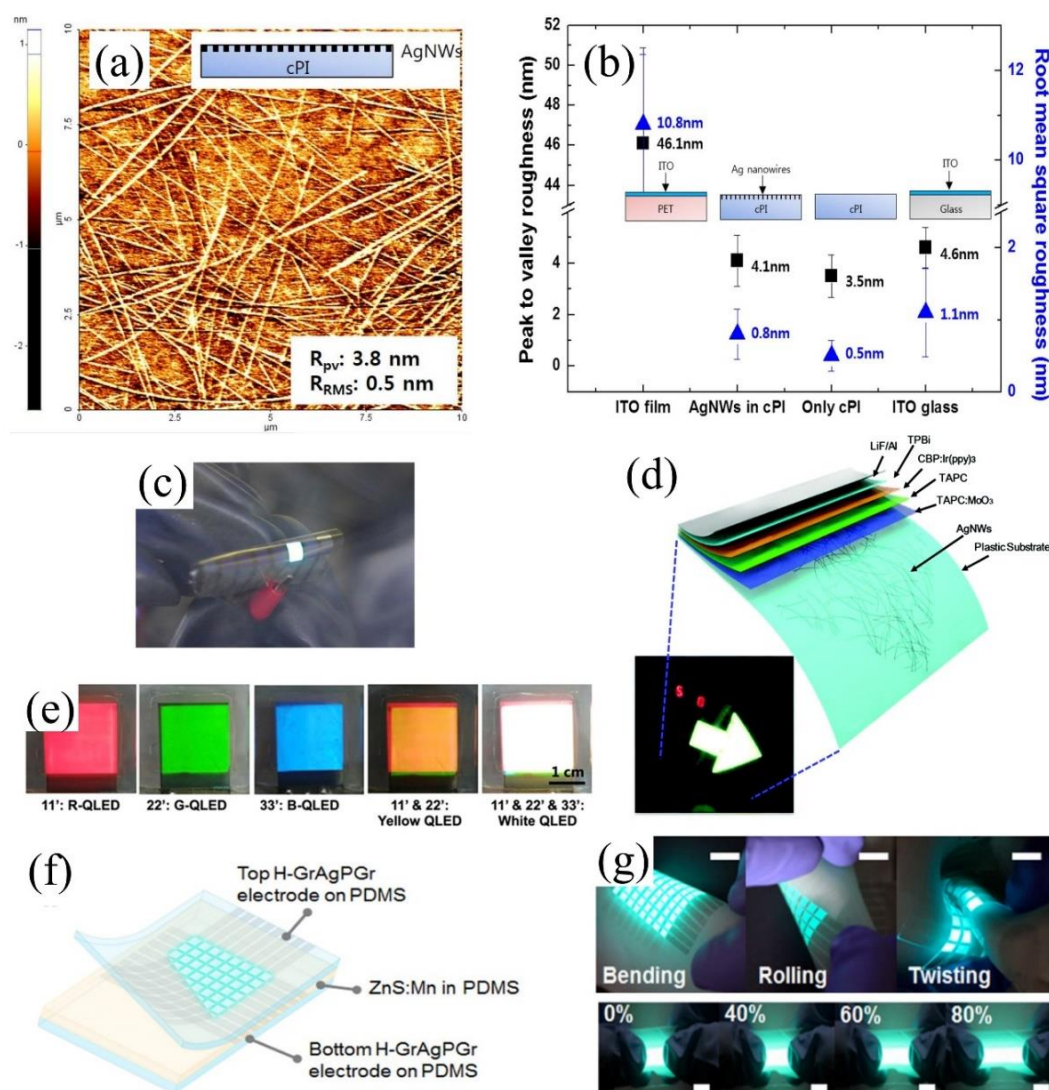 (a)
nm
1
0
-1
-2
10
7.5
5
2.5
0
AgNWs
cPI
R_pv: 3.8 nm
R_RMS: 0.5 nm
0
2.5
5
7.5
10
μm
μm
(b)
Peak to valley roughness (nm)
52
50
48
46
44
6
4
2
0
Root mean square roughness (nm)
12
10
2
0
10.8nm
46.1nm
ITO
PET
Ag nanowires
cPI
cPI
ITO
Glass
4.1nm
0.8nm
3.5nm
0.5nm
4.6nm
1.1nm
ITO film
AgNWs in cPI
Only cPI
ITO glass
(c)
(d)
LiF/Al
TPBi
CBP:Ir(ppy)3
TAPC
TAPC:MoO3
AgNWs
Plastic Substrate
(e)
1 cm
11': R-QLED
22': G-QLED
33': B-QLED
11' & 22':
Yellow QLED
11' & 22' & 33':
White QLED
(f)
Top H-GrAgPGr
electrode on PDMS
ZnS:Mn in PDMS
Bottom H-GrAgPGr
electrode on PDMS
(g)
Bending
Rolling
Twisting
0%
40%
60%
80%